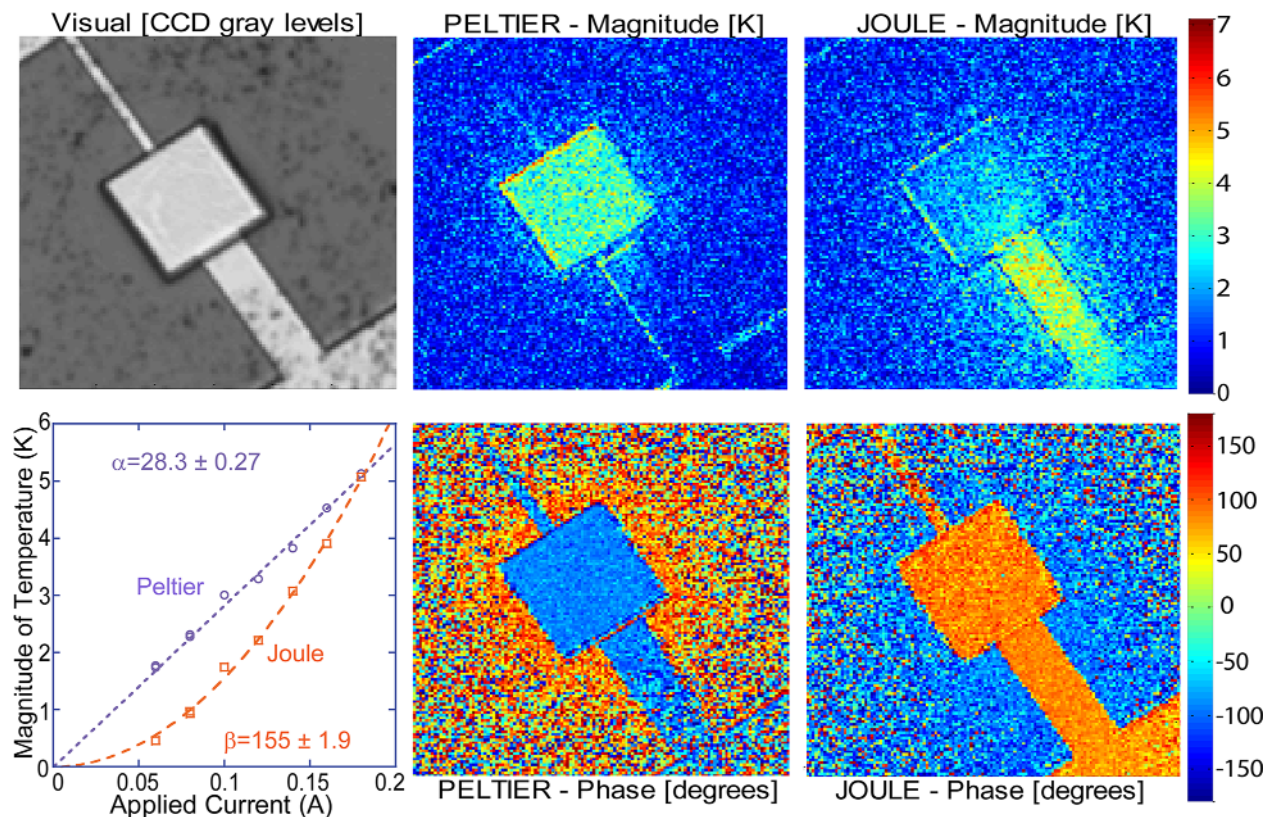 Visual [CCD gray levels]
PELTIER - Magnitude [K]
JOULE - Magnitude [K]
7
6
5
4
3
2
1
0
6
5
4
3
2
1
0
α=28.3 ± 0.27
Peltier
Joule
β=155 ± 1.9
Magnitude of Temperature (K)
0
0.05
0.1
0.15
0.2
Applied Current (A)
150
100
50
0
-50
-100
-150
PELTIER - Phase [degrees]
JOULE - Phase [degrees]